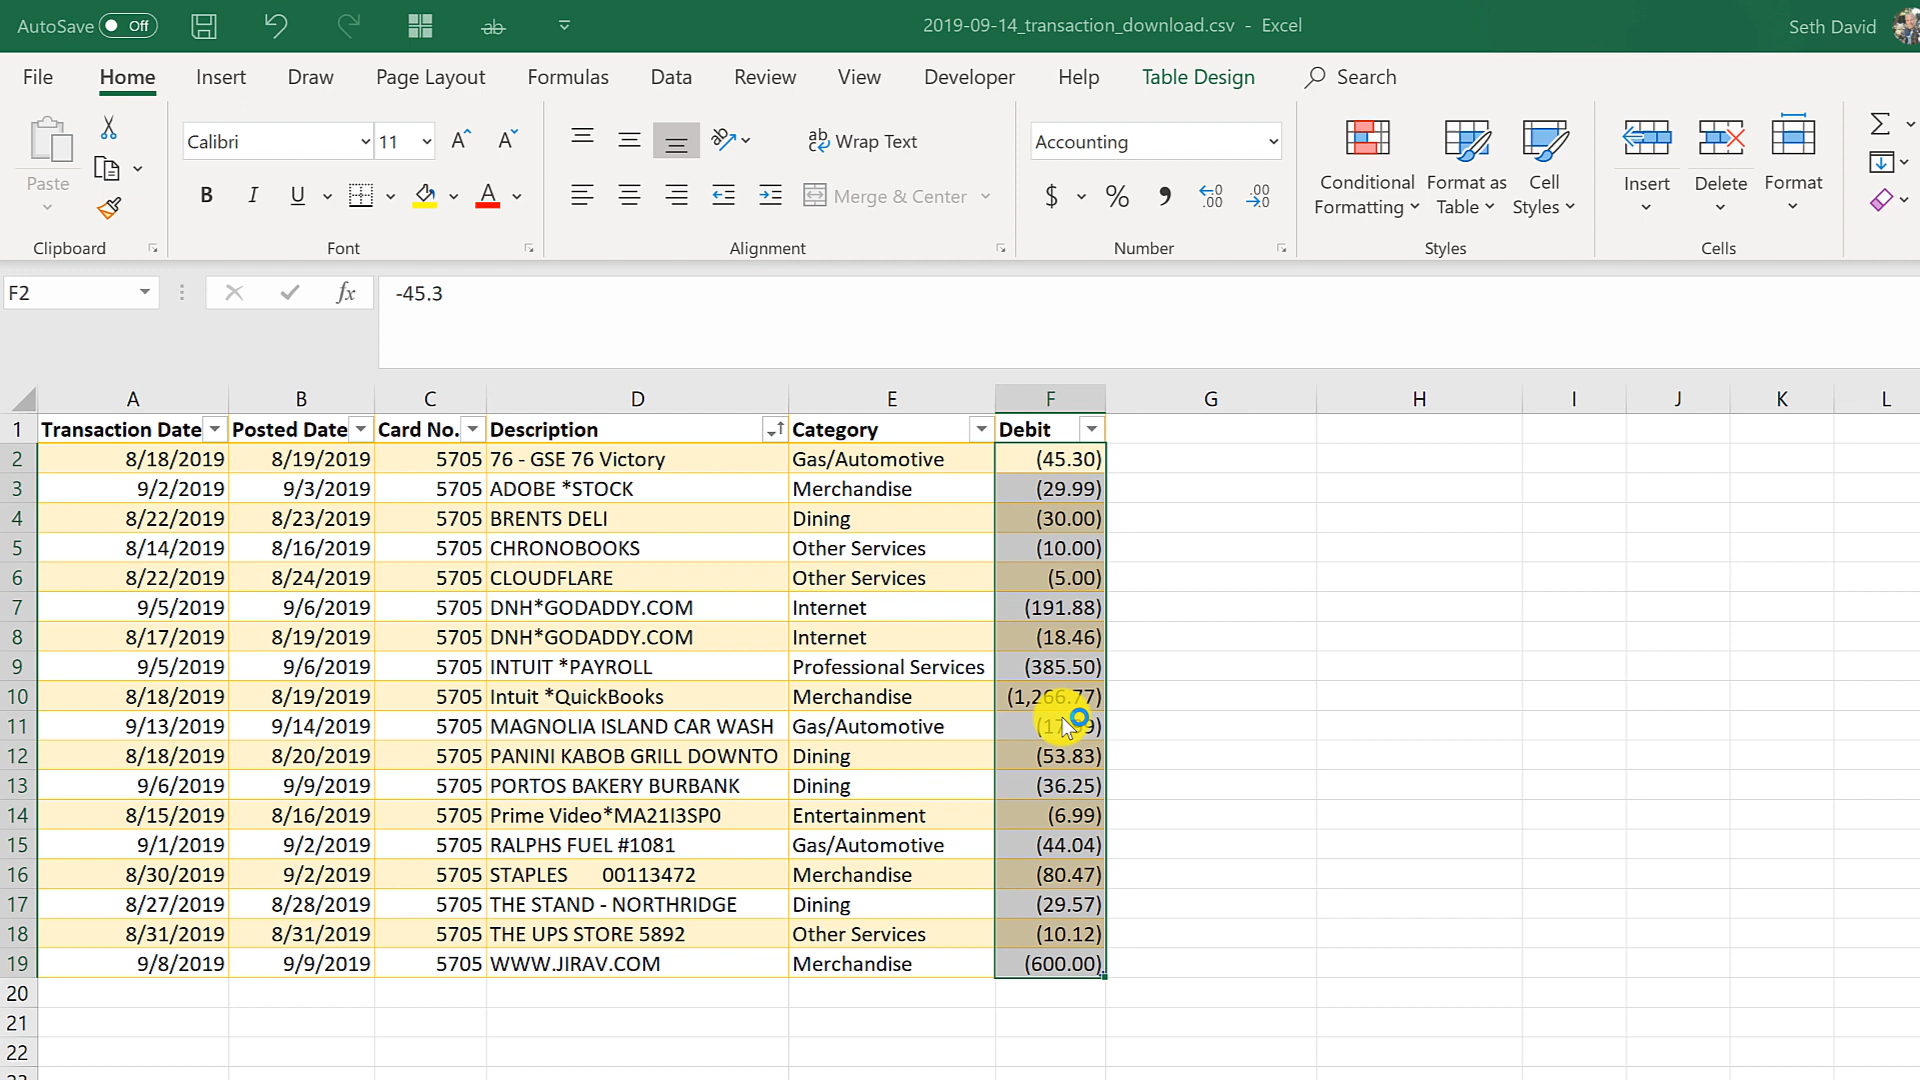 AutoSave Off ab 2019-09-14_transaction_download.csv - Excel Seth David
File Home Insert Draw Page Layout Formulas Data Review View Developer Help Table Design Search
Paste Calibri 11 A A ab Wrap Text Accounting Conditional Formatting Format as Table Cell Styles Insert Delete Format Σ
B I U A Merge & Center $ % , .00 .00
Clipboard Font Alignment Number Styles Cells
F2 fx -45.3
A B C D E F G H I J K L
1 Transaction Date Posted Date Card No. Description Category Debit
2 8/18/2019 8/19/2019 5705 76 - GSE 76 Victory Gas/Automotive (45.30)
3 9/2/2019 9/3/2019 5705 ADOBE *STOCK Merchandise (29.99)
4 8/22/2019 8/23/2019 5705 BRENTS DELI Dining (30.00)
5 8/14/2019 8/16/2019 5705 CHRONOBOOKS Other Services (10.00)
6 8/22/2019 8/24/2019 5705 CLOUDFLARE Other Services (5.00)
7 9/5/2019 9/6/2019 5705 DNH*GODADDY.COM Internet (191.88)
8 8/17/2019 8/19/2019 5705 DNH*GODADDY.COM Internet (18.46)
9 9/5/2019 9/6/2019 5705 INTUIT *PAYROLL Professional Services (385.50)
10 8/18/2019 8/19/2019 5705 Intuit *QuickBooks Merchandise (1,266.77)
11 9/13/2019 9/14/2019 5705 MAGNOLIA ISLAND CAR WASH Gas/Automotive
12 8/18/2019 8/20/2019 5705 PANINI KABOB GRILL DOWNTO Dining (53.83)
13 9/6/2019 9/9/2019 5705 PORTOS BAKERY BURBANK Dining (36.25)
14 8/15/2019 8/16/2019 5705 Prime Video*MA21I3SP0 Entertainment (6.99)
15 9/1/2019 9/2/2019 5705 RALPHS FUEL #1081 Gas/Automotive (44.04)
16 8/30/2019 9/2/2019 5705 STAPLES 00113472 Merchandise (80.47)
17 8/27/2019 8/28/2019 5705 THE STAND - NORTHRIDGE Dining (29.57)
18 8/31/2019 8/31/2019 5705 THE UPS STORE 5892 Other Services (10.12)
19 9/8/2019 9/9/2019 5705 WWW.JIRAV.COM Merchandise (600.00)
20
21
22